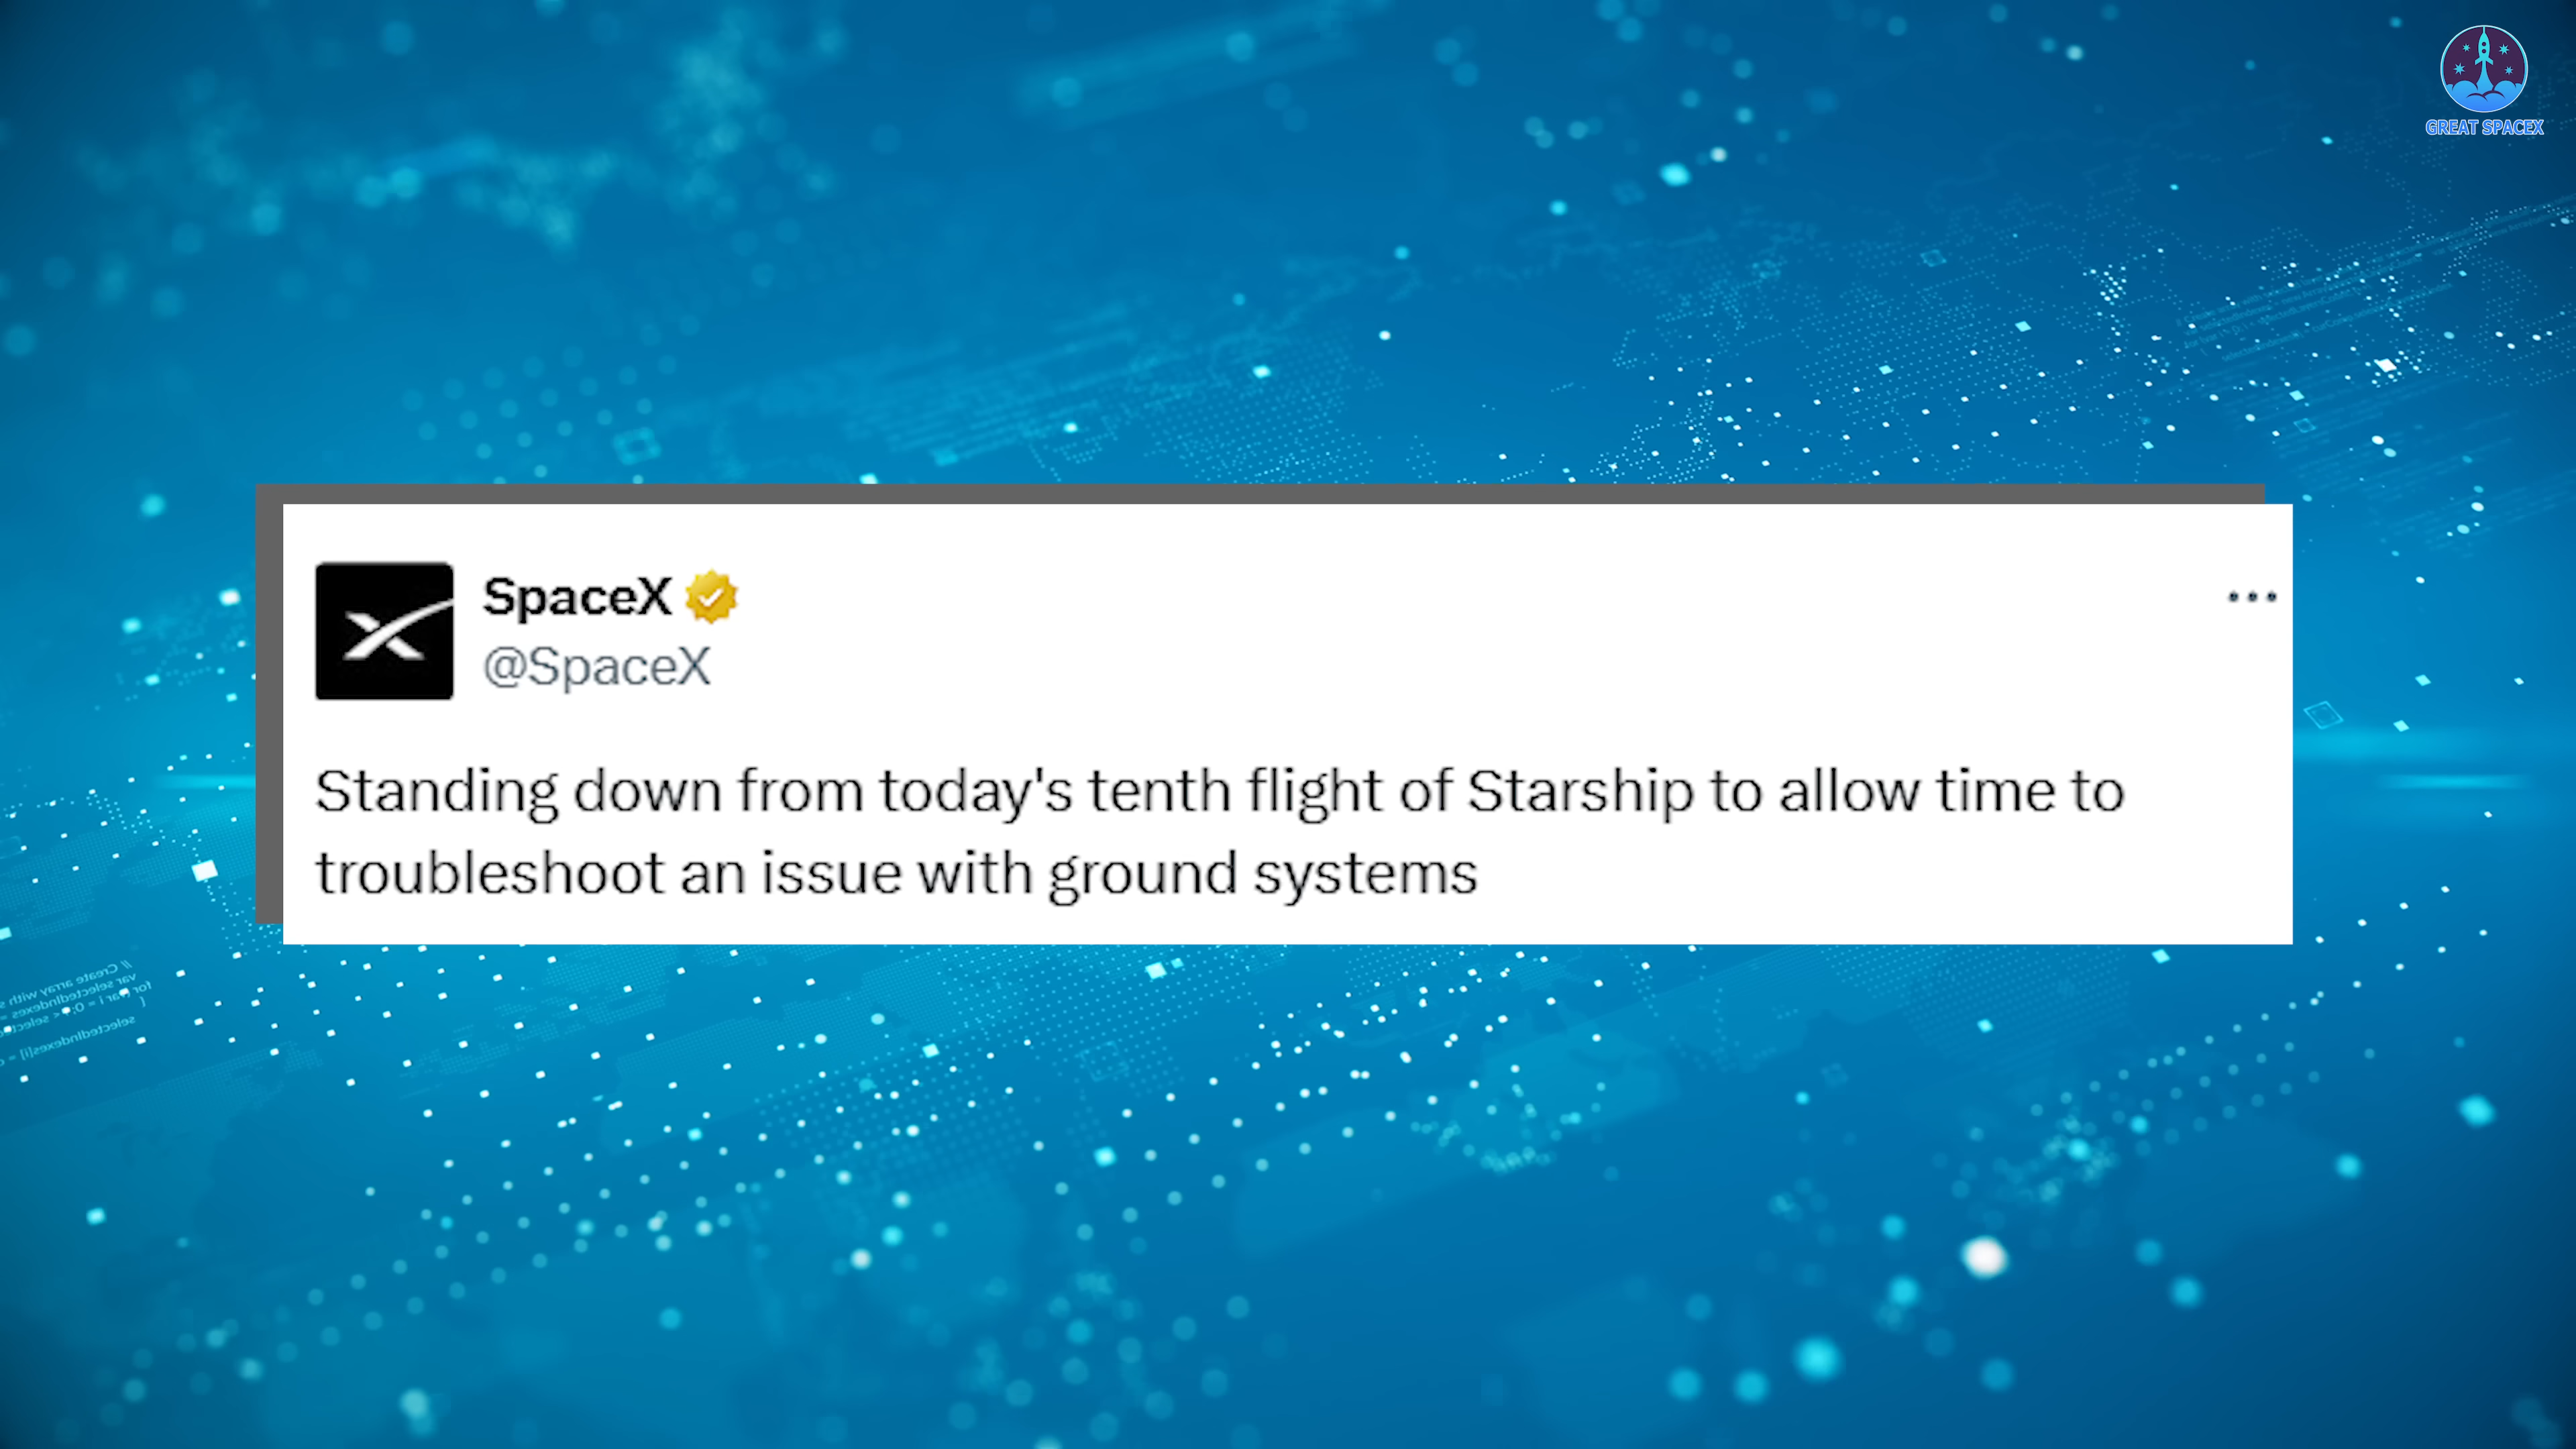 GREAT SPACEX
SpaceX
@SpaceX
Standing down from today's tenth flight of Starship to allow time to
troubleshoot an issue with ground systems